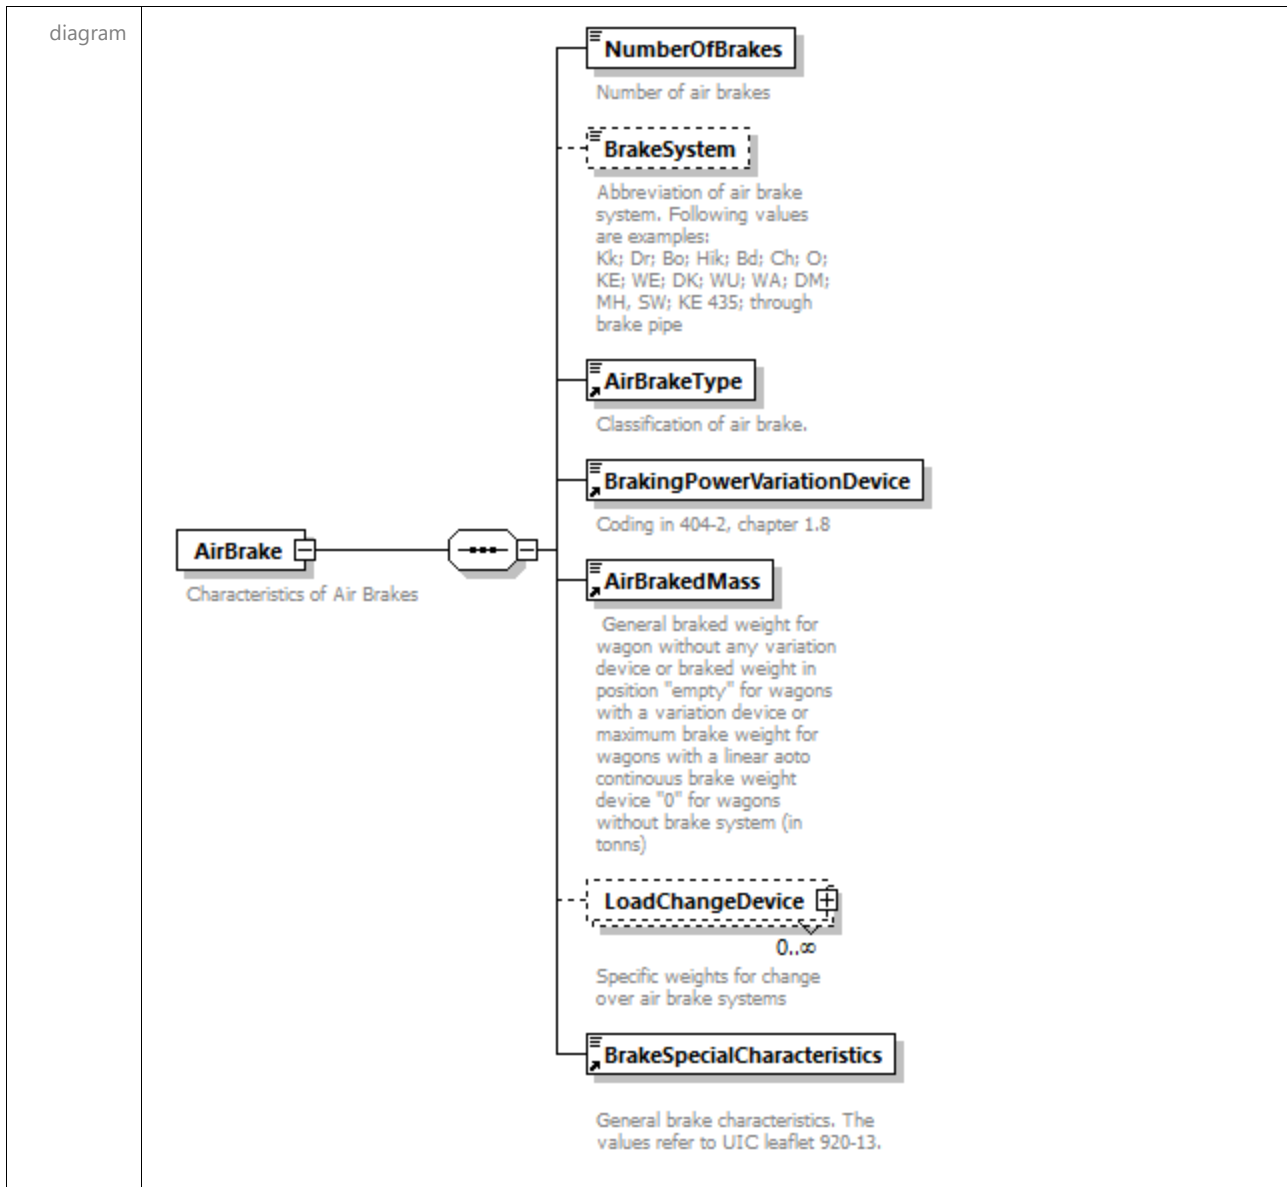 diagram
NumberOfBrakes
Number of air brakes
BrakeSystem
Abbreviation of air brake
system. Following values
are examples:
Kk; Dr; Bo; Hik; Bd; Ch; O;
KE; WE; DK; WU; WA; DM;
MH, SW; KE 435; through
brake pipe
AirBrakeType
Classification of air brake.
BrakingPowerVariationDevice
Coding in 404-2, chapter 1.8
AirBrake
Characteristics of Air Brakes
AirBrakedMass
General braked weight for
wagon without any variation
device or braked weight in
position "empty" for wagons
with a variation device or
maximum brake weight for
wagons with a linear aoto
continouus brake weight
device "0" for wagons
without brake system (in
tonns)
LoadChangeDevice
0..∞
Specific weights for change
over air brake systems
BrakeSpecialCharacteristics
General brake characteristics. The
values refer to UIC leaflet 920-13.